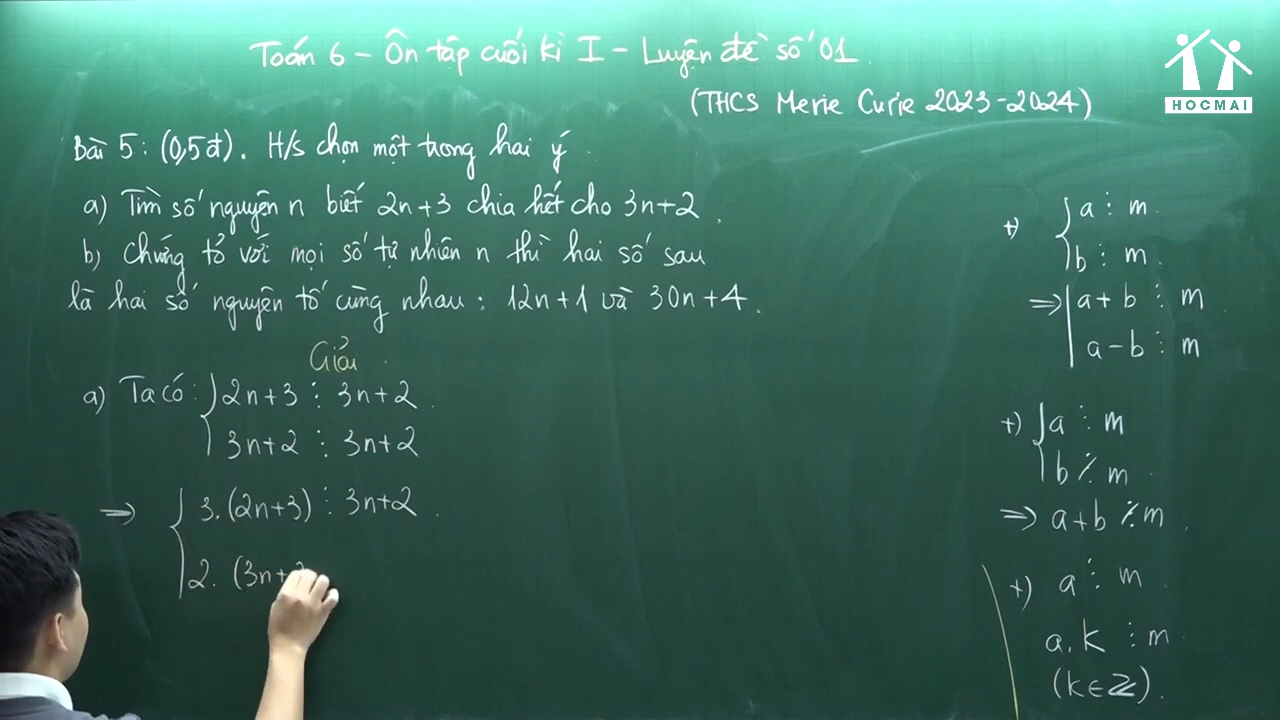 Toán 6 - Ôn tập cuối kì I - Luyện đề số 01.
(THCS Merie Curie 2023-2024)
HOCMAI
Bài 5: (0,5đ). H/s chọn một trong hai ý
a) Tìm số nguyên n biết 2n+3 chia hết cho 3n+2.
b) Chứng tỏ với mọi số tự nhiên n thì hai số sau
là hai số nguyên tố cùng nhau: 12n+1 và 30n+4.
Giải
a) Ta có: { 2n+3 ⋮ 3n+2.
3n+2 ⋮ 3n+2
=> { 3.(2n+3) ⋮ 3n+2.
2. (3n+
+) { a ⋮ m.
b ⋮ m.
=> | a+b ⋮ m
a-b ⋮ m
+) { a ⋮ m
b ⋮̸ m.
=> a+b ⋮̸ m.
+) a ⋮ m
a.k ⋮ m.
(k∈ℤ).